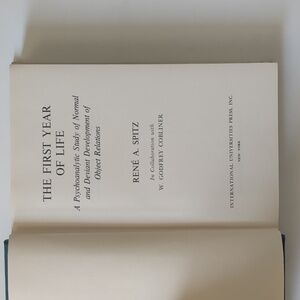 THE FIRST YEAR
OF LIFE
A Psychoanalytic Study of Normal
and Deviant Development of
Object Relations
RENÉ A. SPITZ
In Collaboration with
W. GODFREY COBLINER
INTERNATIONAL UNIVERSITIES PRESS, INC.
NEW YORK